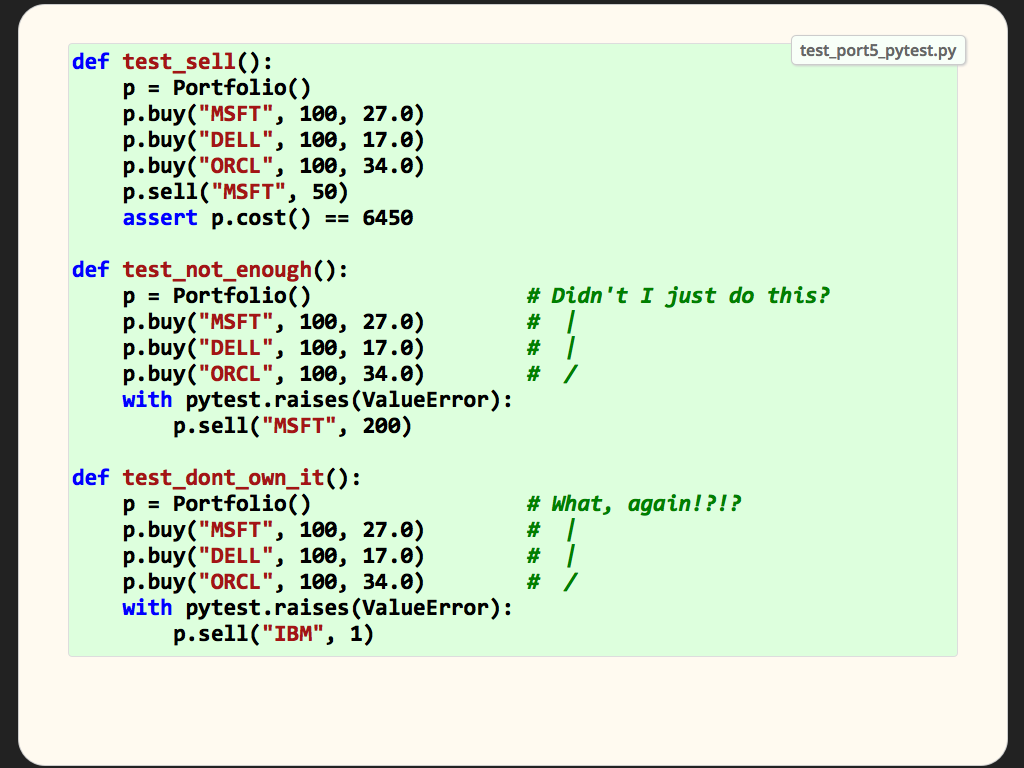 test_port5_pytest.py
def test_sell():
    p = Portfolio()
    p.buy("MSFT", 100, 27.0)
    p.buy("DELL", 100, 17.0)
    p.buy("ORCL", 100, 34.0)
    p.sell("MSFT", 50)
    assert p.cost() == 6450

def test_not_enough():
    p = Portfolio()                 # Didn't I just do this?
    p.buy("MSFT", 100, 27.0)        #  |
    p.buy("DELL", 100, 17.0)        #  |
    p.buy("ORCL", 100, 34.0)        #  /
    with pytest.raises(ValueError):
        p.sell("MSFT", 200)

def test_dont_own_it():
    p = Portfolio()                 # What, again!?!?
    p.buy("MSFT", 100, 27.0)        #  |
    p.buy("DELL", 100, 17.0)        #  |
    p.buy("ORCL", 100, 34.0)        #  /
    with pytest.raises(ValueError):
        p.sell("IBM", 1)